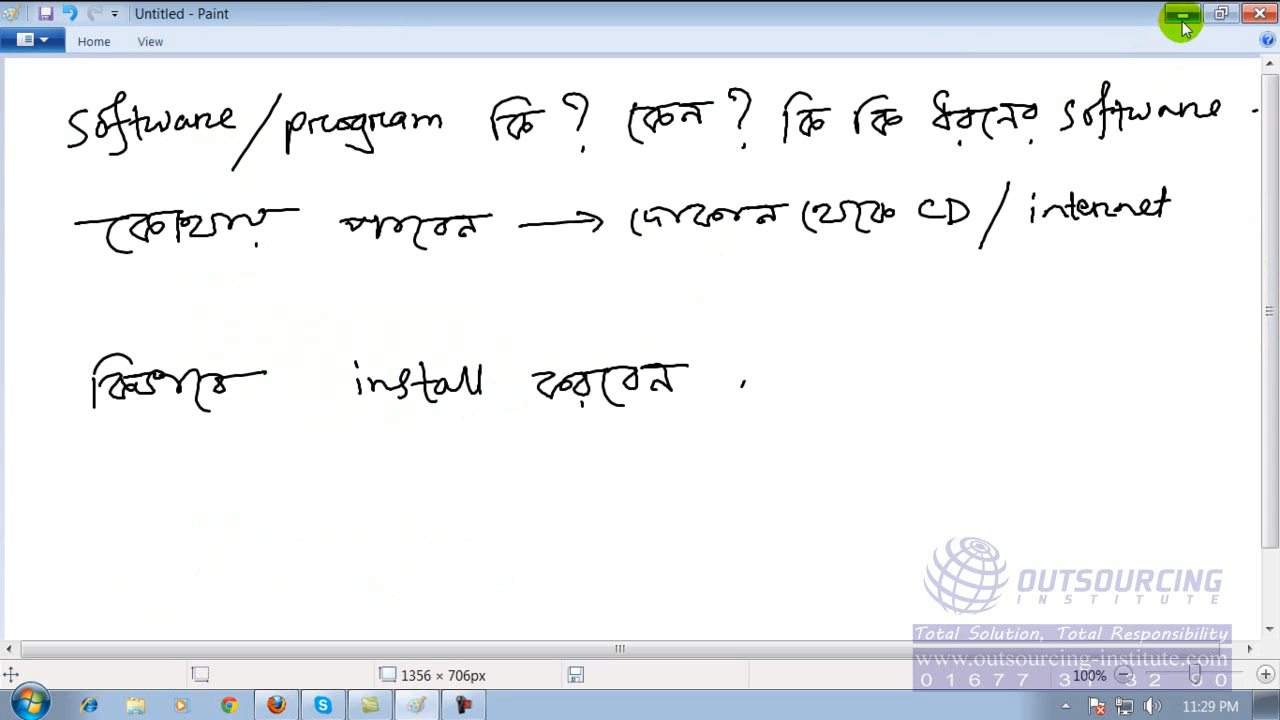 Untitled - Paint
Home View
Software/program কি? কেন? কি কি ধরনের software.
কোথায় পাবেন → দোকান থেকে CD / internet
কিভাবে install করবেন .
OUTSOURCING
INSTITUTE
Total Solution, Total Responsibility
www.outsourcing-institute.com
1356 × 706px
100%
11:29 PM